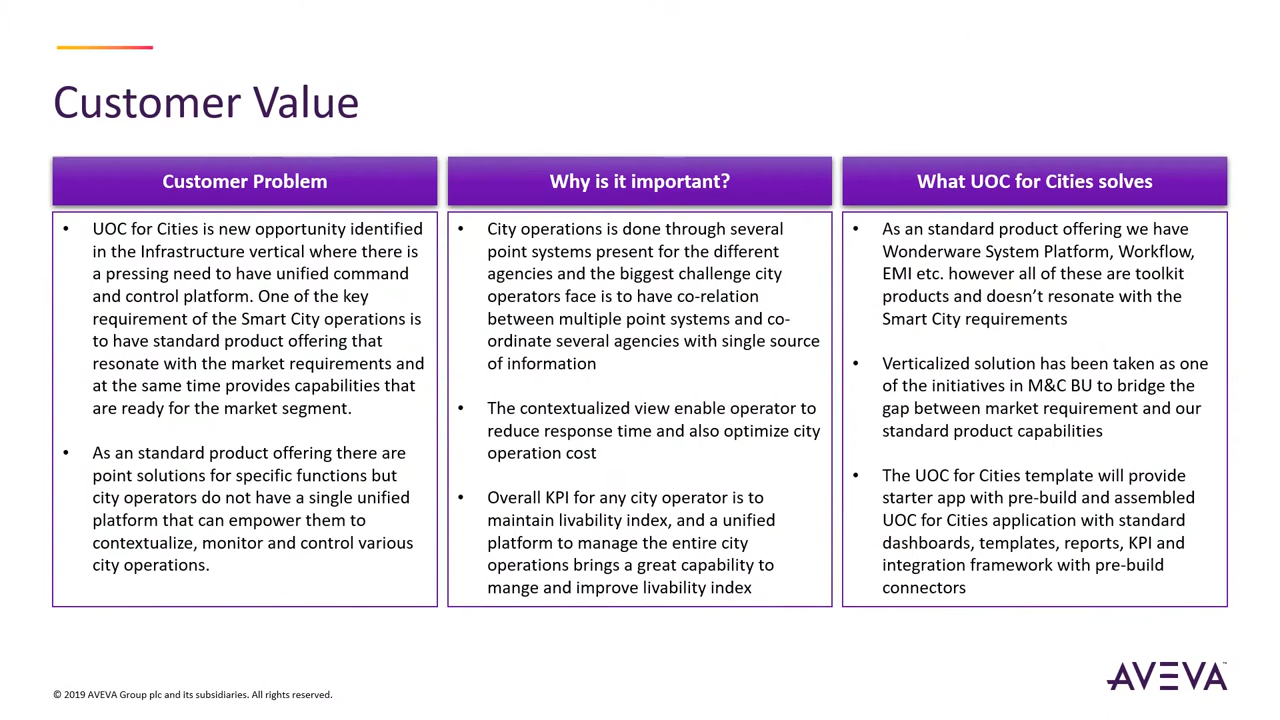 Customer Value
Customer Problem
• UOC for Cities is new opportunity identified
in the Infrastructure vertical where there is
a pressing need to have unified command
and control platform. One of the key
requirement of the Smart City operations is
to have standard product offering that
resonate with the market requirements and
at the same time provides capabilities that
are ready for the market segment.
• As an standard product offering there are
point solutions for specific functions but
city operators do not have a single unified
platform that can empower them to
contextualize, monitor and control various
city operations.
Why is it important?
• City operations is done through several
point systems present for the different
agencies and the biggest challenge city
operators face is to have co-relation
between multiple point systems and co-
ordinate several agencies with single source
of information
• The contextualized view enable operator to
reduce response time and also optimize city
operation cost
• Overall KPI for any city operator is to
maintain livability index, and a unified
platform to manage the entire city
operations brings a great capability to
mange and improve livability index
What UOC for Cities solves
• As an standard product offering we have
Wonderware System Platform, Workflow,
EMI etc. however all of these are toolkit
products and doesn’t resonate with the
Smart City requirements
• Verticalized solution has been taken as one
of the initiatives in M&C BU to bridge the
gap between market requirement and our
standard product capabilities
• The UOC for Cities template will provide
starter app with pre-build and assembled
UOC for Cities application with standard
dashboards, templates, reports, KPI and
integration framework with pre-build
connectors
© 2019 AVEVA Group plc and its subsidiaries. All rights reserved.
AVEVA™